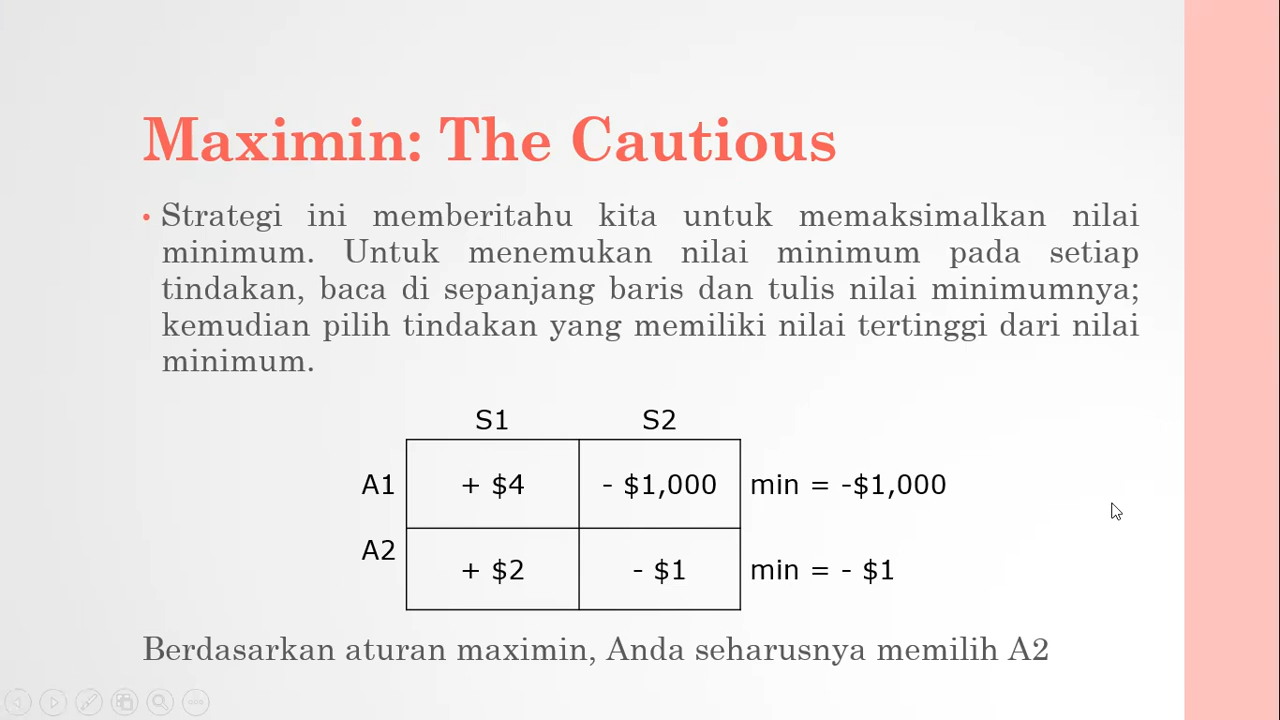 Maximin: The Cautious
• Strategi ini memberitahu kita untuk memaksimalkan nilai
minimum. Untuk menemukan nilai minimum pada setiap
tindakan, baca di sepanjang baris dan tulis nilai minimumnya;
kemudian pilih tindakan yang memiliki nilai tertinggi dari nilai
minimum.
S1 S2
A1 + $4 - $1,000 min = -$1,000
A2
+ $2 - $1 min = - $1
Berdasarkan aturan maximin, Anda seharusnya memilih A2